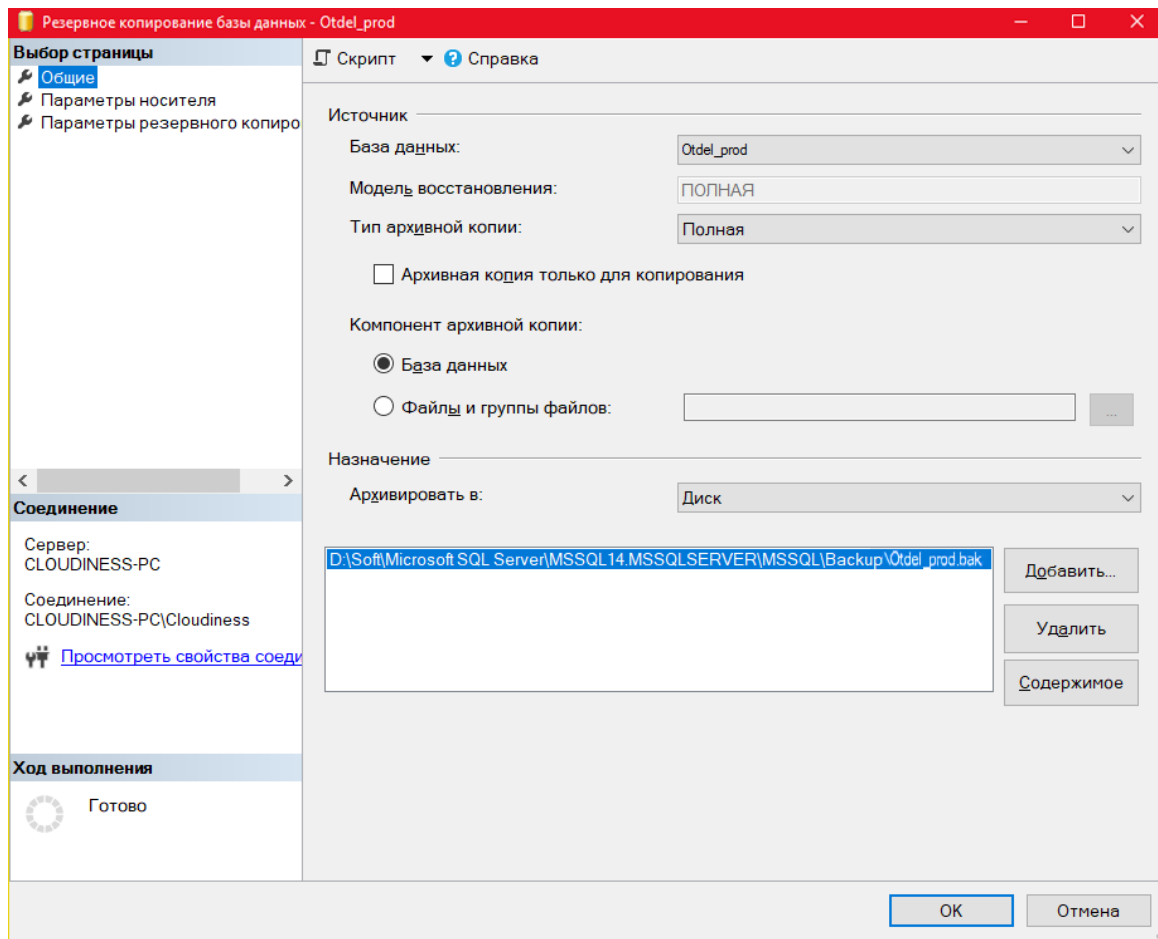 Резервное копирование базы данных - Otdel_prod
Выбор страницы
Общие
Параметры носителя
Параметры резервного копиро
Скрипт
Справка
Источник
База данных:
Otdel_prod
Модель восстановления:
ПОЛНАЯ
Тип архивной копии:
Полная
Архивная копия только для копирования
Компонент архивной копии:
База данных
Файлы и группы файлов:
...
Назначение
Архивировать в:
Диск
D:\Soft\Microsoft SQL Server\MSSQL14.MSSQLSERVER\MSSQL\Backup\Otdel_prod.bak
Добавить...
Удалить
Содержимое
Соединение
Сервер:
CLOUDINESS-PC
Соединение:
CLOUDINESS-PC\Cloudiness
Просмотреть свойства соеди
Ход выполнения
Готово
OK
Отмена